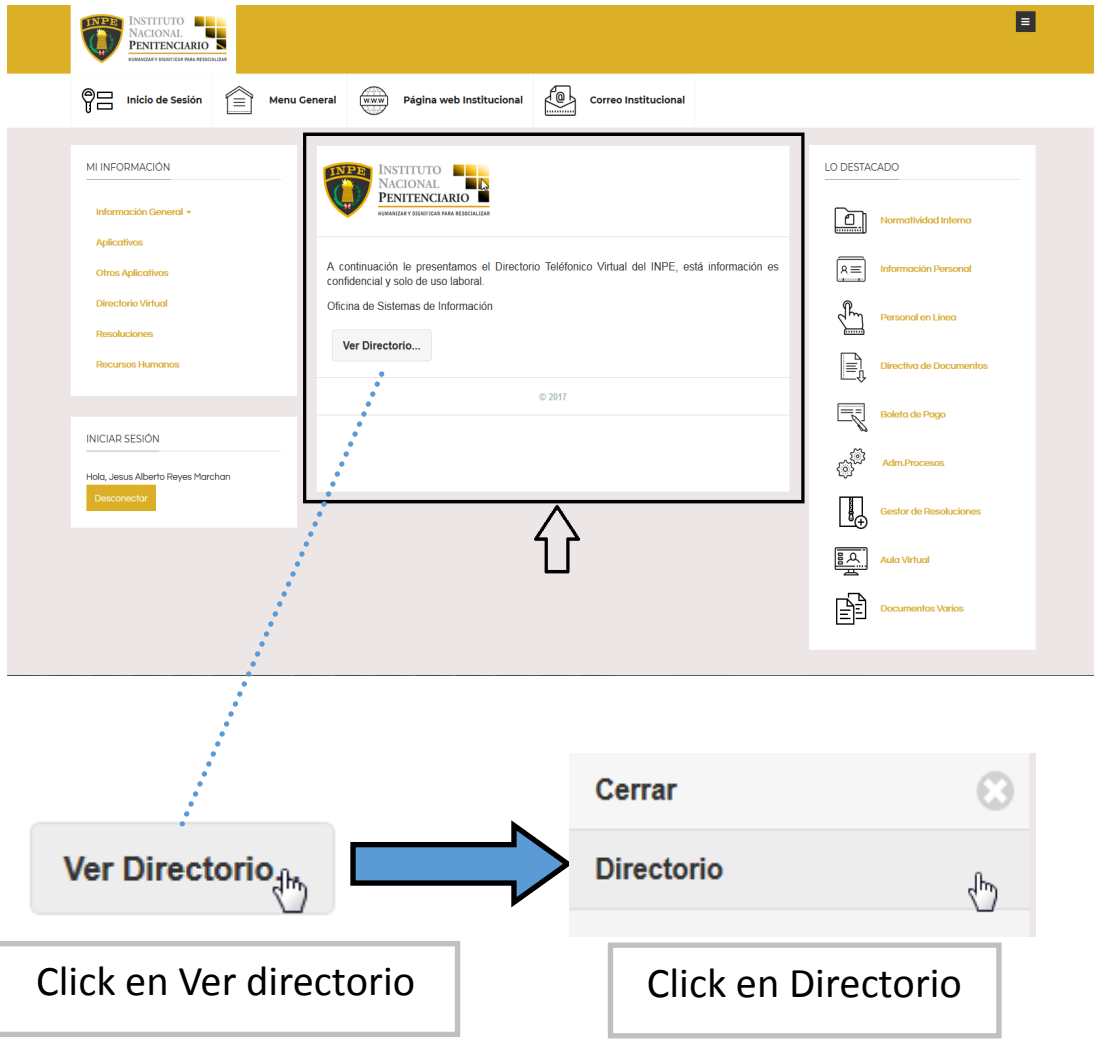 INPE
INSTITUTO
NACIONAL
PENITENCIARIO
HUMANIZAR Y DIGNIFICAR PARA RESOCIALIZAR
Inicio de Sesión
Menu General
www
Página web Institucional
@
Correo Institucional
MI INFORMACIÓN
Información General
Aplicativos
Otros Aplicativos
Directorio Virtual
Resoluciones
Recursos Humanos
INICIAR SESIÓN
Hola, Jesus Alberto Reyes Marchan
Desconectar
INPE
INSTITUTO
NACIONAL
PENITENCIARIO
HUMANIZAR Y DIGNIFICAR PARA RESOCIALIZAR
A continuación le presentamos el Directorio Teléfonico Virtual del INPE, está información es
confidencial y solo de uso laboral.
Oficina de Sistemas de Información
Ver Directorio...
© 2017
LO DESTACADO
Normatividad Interna
Información Personal
Personal en Linea
Directiva de Documentos
Boleta de Pago
Adm.Procesos
Gestor de Resoluciones
Aula Virtual
Documentos Varios
Ver Directorio...
Cerrar
Directorio
Click en Ver directorio
Click en Directorio